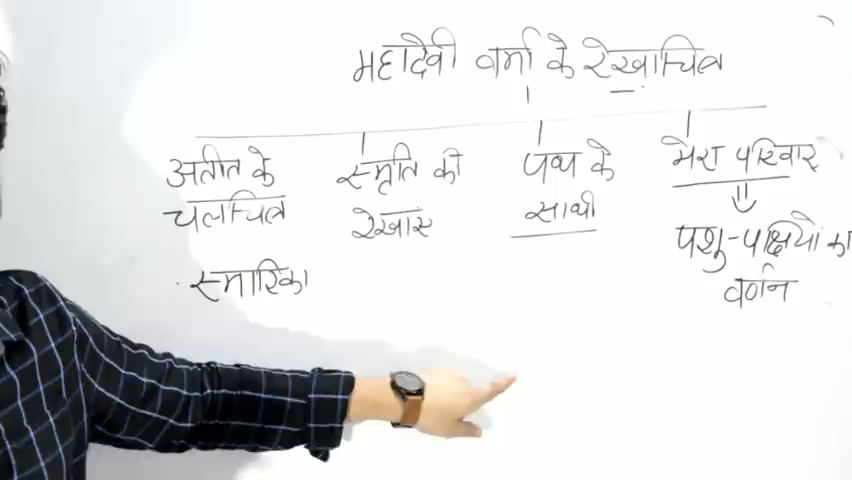 महादेवी वर्मा के रेखाचित्र
अतीत के
चलचित्र
स्मृति की
रेखाएं
पथ के
साथी
मेरा परिवार
पशु-पक्षियों का
वर्णन
स्मारिका